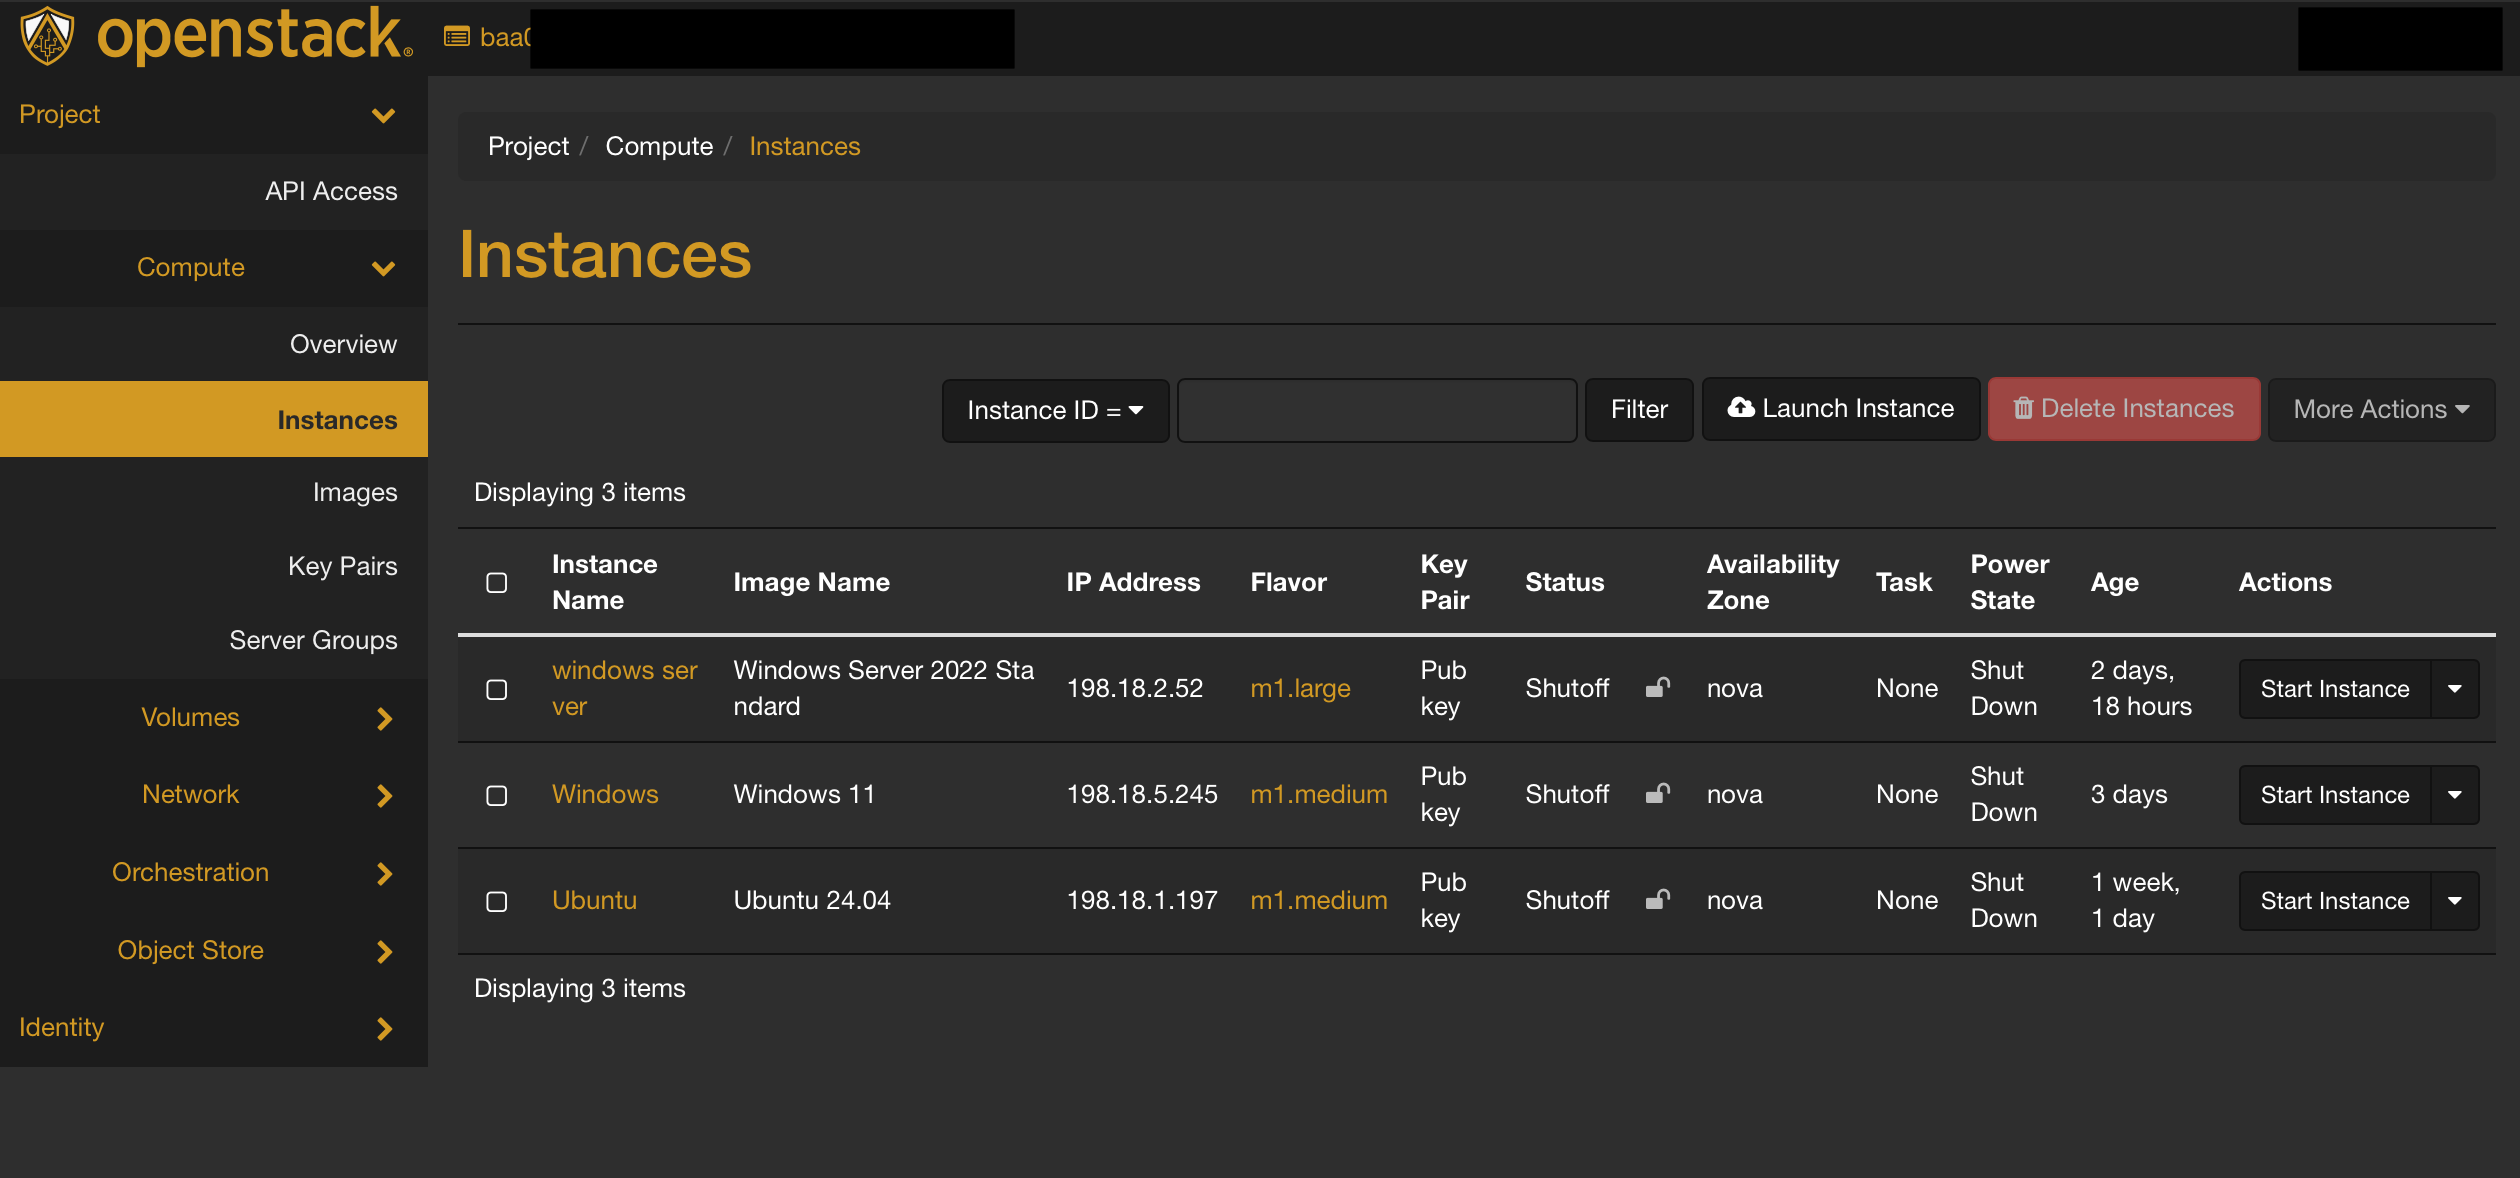 openstack®
baa
Project
API Access
Compute
Overview
Instances
Images
Key Pairs
Server Groups
Volumes
Network
Orchestration
Object Store
Identity
Project / Compute / Instances
Instances
Instance ID =
Filter
Launch Instance
Delete Instances
More Actions
Displaying 3 items
Instance Name
Image Name
IP Address
Flavor
Key Pair
Status
Availability Zone
Task
Power State
Age
Actions
windows ser
ver
Windows Server 2022 Sta
ndard
198.18.2.52
m1.large
Pub
key
Shutoff
nova
None
Shut
Down
2 days,
18 hours
Start Instance
Windows
Windows 11
198.18.5.245
m1.medium
Pub
key
Shutoff
nova
None
Shut
Down
3 days
Start Instance
Ubuntu
Ubuntu 24.04
198.18.1.197
m1.medium
Pub
key
Shutoff
nova
None
Shut
Down
1 week,
1 day
Start Instance
Displaying 3 items